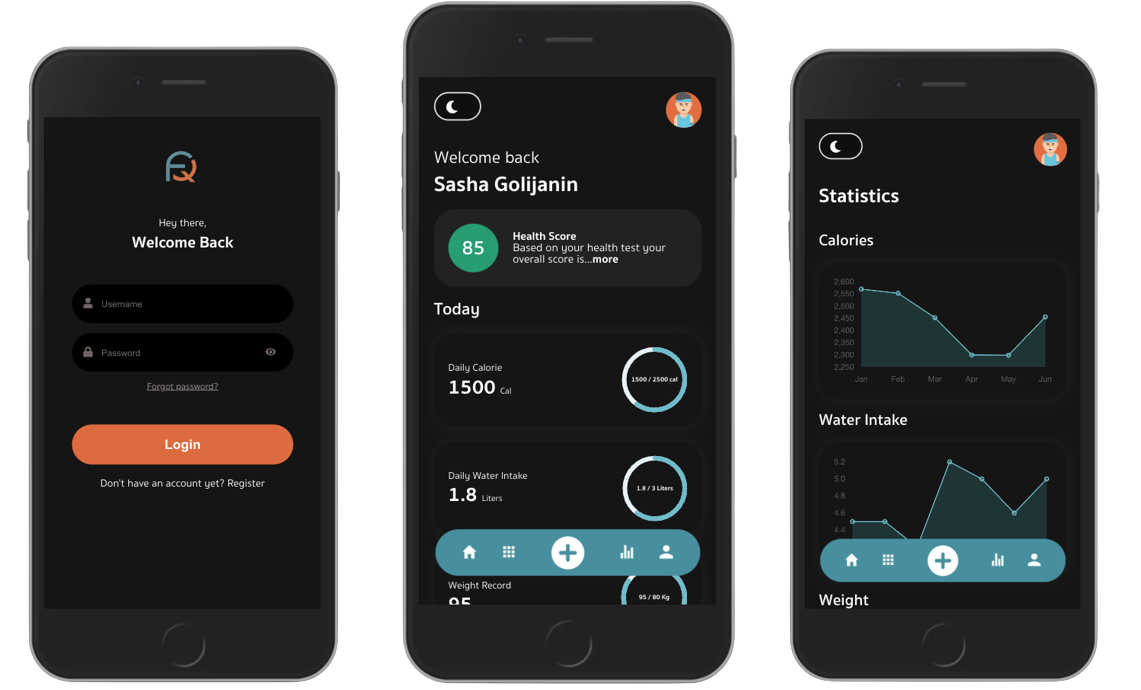 FQ
Hey there,
Welcome Back
Username
Password
Forgot password?
Login
Don't have an account yet? Register
Welcome back
Sasha Golijanin
85
Health Score
Based on your health test your
overall score is...more
Today
Daily Calorie
1500 Cal
1500 / 2500 cal
Daily Water Intake
1.8 Liters
1.8 / 3 Liters
Weight Record
95
95 / 80 Kg
Statistics
Calories
2,600
2,550
2,500
2,450
2,400
2,350
2,300
2,250
Jan Feb Mar Apr May Jun
Water Intake
5.2
5.0
4.8
4.6
4.4
Weight